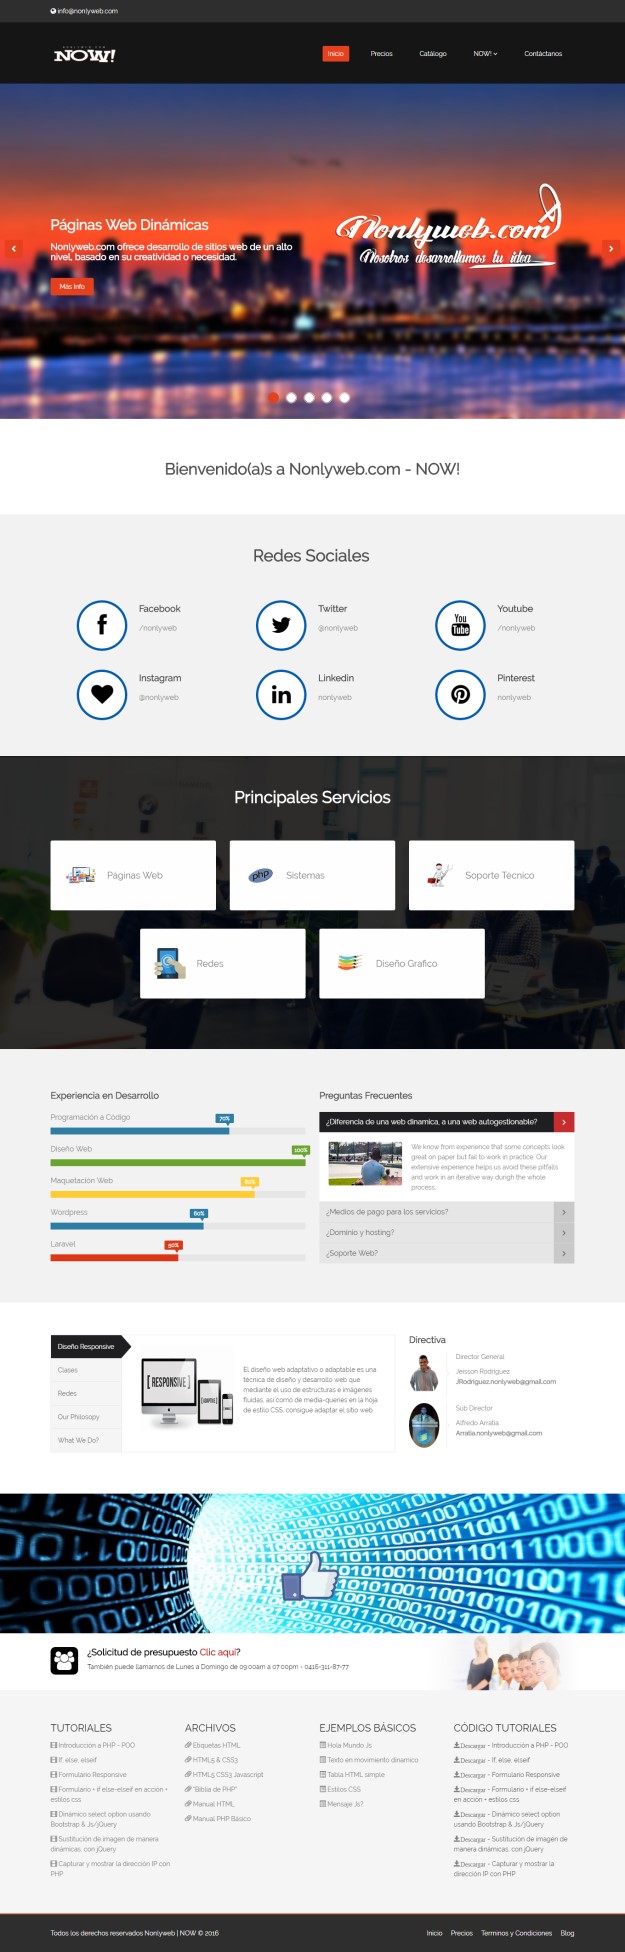 info@nonlyweb.com
NONLYWEB.COM
NOW!
Inicio
Precios
Catálogo
NOW!
Contáctanos
Páginas Web Dinámicas
Nonlyweb.com ofrece desarrollo de sitios web de un alto
nivel, basado en su creatividad o necesidad.
Más Info
Nonlyweb.com
Nosotros desarrollamos tu idea
Bienvenido(a)s a Nonlyweb.com - NOW!
Redes Sociales
Facebook
/nonlyweb
Twitter
@nonlyweb
You
Tube
Youtube
/nonlyweb
Instagram
@nonlyweb
in
Linkedin
nonlyweb
Pinterest
nonlyweb
Principales Servicios
Páginas Web
php
Sistemas
Soporte Técnico
Redes
Diseño Grafico
Experiencia en Desarrollo
Programación a Código
70%
Diseño Web
100%
Maquetación Web
80%
Wordpress
60%
Laravel
50%
Preguntas Frecuentes
¿Diferencia de una web dinamica, a una web autogestionable?
We know from experience that some concepts look
great on paper but fail to work in practice. Our
extensive experience helps us avoid these pitfalls
and work in an iterative way durigh the whole
process.
¿Medios de pago para los servicios?
¿Dominio y hosting?
¿Soporte Web?
Diseño Responsive
Clases
Redes
Our Philosopy
What We Do?
[ RESPONSIVE ]
El diseño web adaptativo o adaptable es una
técnica de diseño y desarrollo web que
mediante el uso de estructuras e imágenes
fluidas, así como de media-queries en la hoja
de estilo CSS, consigue adaptar el sitio web.
Directiva
Director General
Jeisson Rodriguez
JRodriguez.nonlyweb@gmail.com
Sub Director
Alfredo Arratia
Arratia.nonlyweb@gmail.com
¿Solicitud de presupuesto Clic aquí?
También puede llamarnos de Lunes a Domingo de 09:00am a 07:00pm - 0416-311-87-77
TUTORIALES
Introducción a PHP - POO
If, else, elseif
Formulario Responsive
Formulario + if else-elseif en acción +
estilos css
Dinámico select option usando
Bootstrap & Js/jQuery
Sustitución de imagen de manera
dinámicas, con jQuery
Capturar y mostrar la dirección IP con
PHP
ARCHIVOS
Etiquetas HTML
HTML5 & CSS3
HTML5 CSS3 Javascript
"Biblia de PHP"
Manual HTML
Manual PHP Básico
EJEMPLOS BÁSICOS
Hola Mundo Js
Texto en movimiento dinamico
Tabla HTML simple
Estilos CSS
Mensaje Js?
CÓDIGO TUTORIALES
Descargar - Introducción a PHP - POO
Descargar - If, else, elseif
Descargar - Formulario Responsive
Descargar - Formulario + if else-elseif
en acción + estilos css
Descargar - Dinámico select option
usando Bootstrap & Js/jQuery
Descargar - Sustitución de imagen de
manera dinámicas, con jQuery
Descargar - Capturar y mostrar la
dirección IP con PHP
Todos los derechos reservados Nonlyweb | NOW © 2016
Inicio
Precios
Terminos y Condiciones
Blog